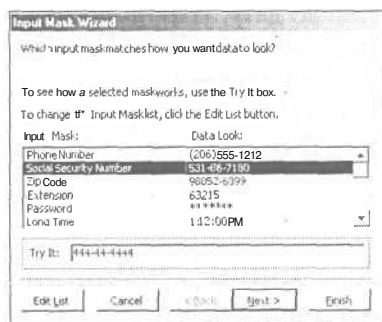 Input Mask Wizard
Which input mask matches how you want data to look?
To see how a selected mask works, use the Try It box.
To change Input Mask list, click the Edit List button.
Input Mask: Data Look:
Phone Number (206)555-1212
Social Security Number 531-86-7180
Zip Code 98052-6399
Extension 63215
Password *******
Long Time 1:12:00PM
Try It: 444-44-4444
Edit List Cancel < Back Next > Finish